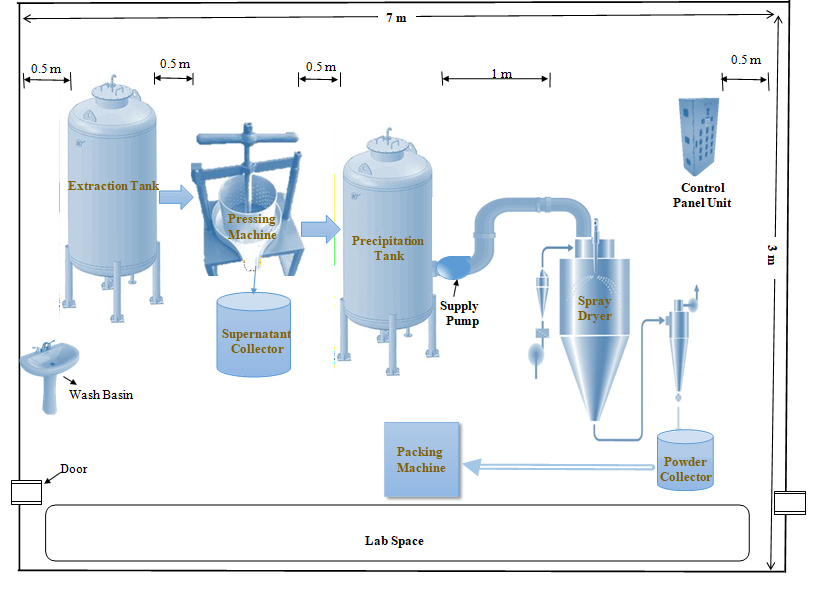 7 m
0.5 m
0.5 m
0.5 m
1 m
0.5 m
Control
Panel Unit
Extraction Tank
Pressing
Machine
Precipitation
Tank
3 m
Supply
Pump
Spray
Dryer
Supernatant
Collector
Wash Basin
Door
Packing
Machine
Powder
Collector
Lab Space